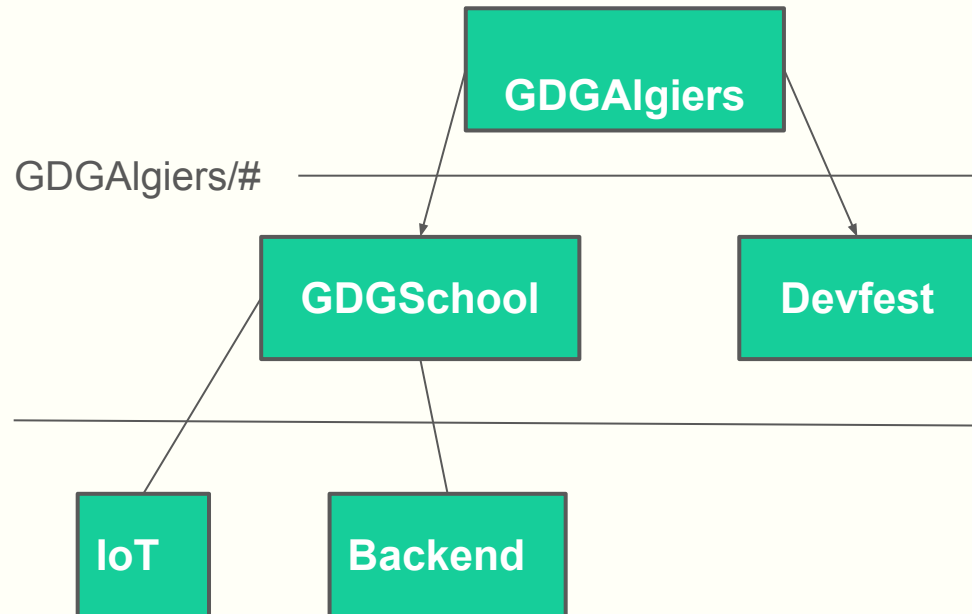 GDGAlgiers
GDGAlgiers/#
GDGSchool
Devfest
IoT
Backend